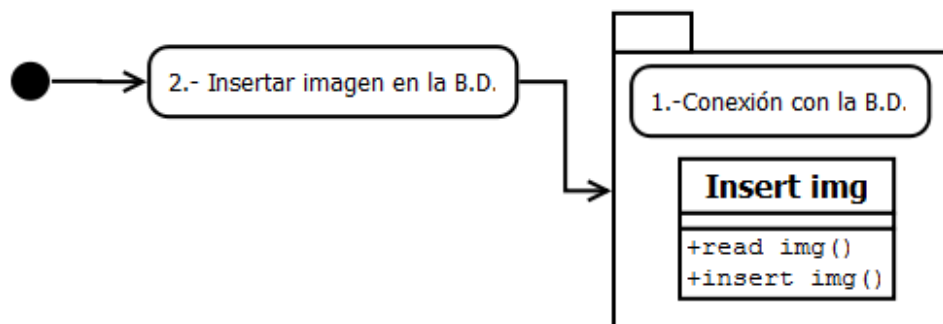 2.- Insertar imagen en la B.D.
1.-Conexión con la B.D.
Insert img
+read img()
+insert img()